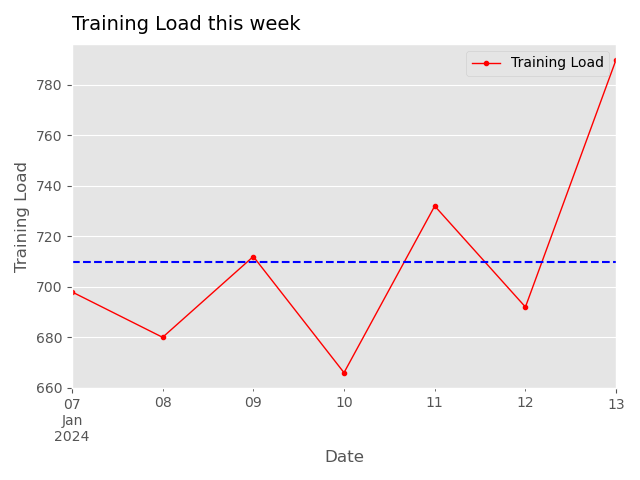 Training Load this week
Training Load
780
760
740
720
700
680
660
Training Load
07 08 09 10 11 12 13
Jan
2024
Date